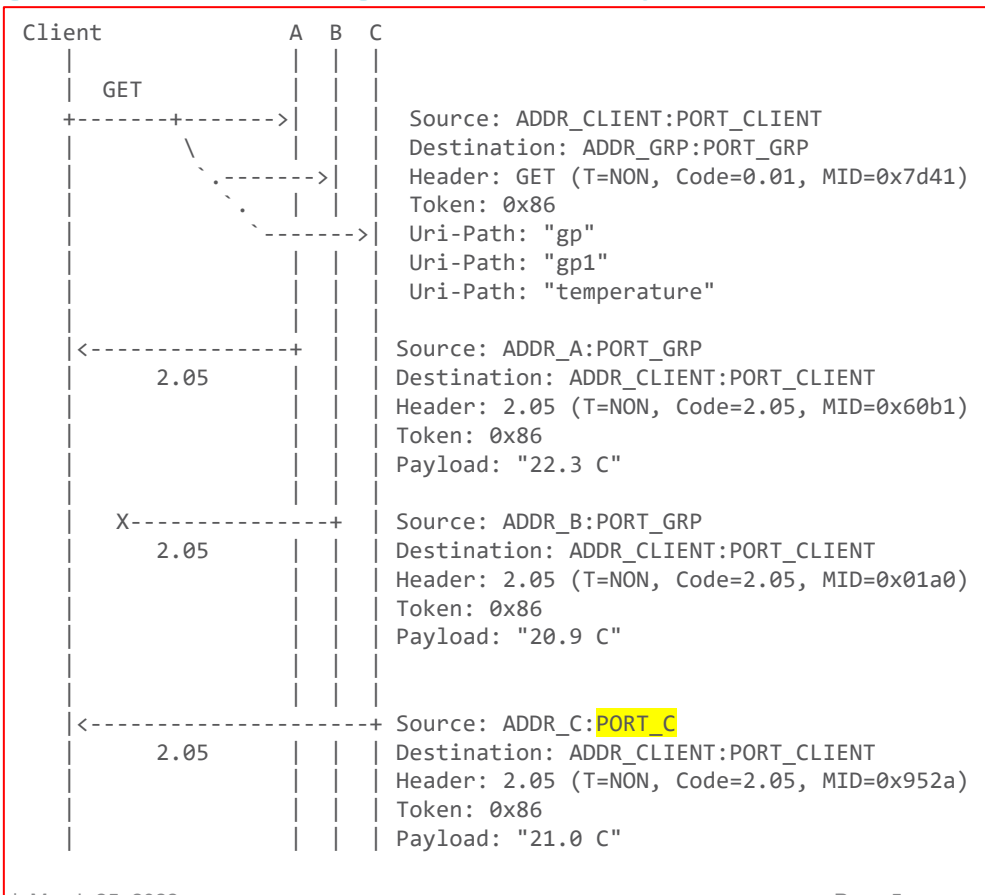 Client A B C
GET
Source: ADDR_CLIENT:PORT_CLIENT
Destination: ADDR_GRP:PORT_GRP
Header: GET (T=NON, Code=0.01, MID=0x7d41)
Token: 0x86
Uri-Path: "gp"
Uri-Path: "gp1"
Uri-Path: "temperature"
Source: ADDR_A:PORT_GRP
2.05 Destination: ADDR_CLIENT:PORT_CLIENT
Header: 2.05 (T=NON, Code=2.05, MID=0x60b1)
Token: 0x86
Payload: "22.3 C"
X Source: ADDR_B:PORT_GRP
2.05 Destination: ADDR_CLIENT:PORT_CLIENT
Header: 2.05 (T=NON, Code=2.05, MID=0x01a0)
Token: 0x86
Payload: "20.9 C"
Source: ADDR_C:PORT_C
2.05 Destination: ADDR_CLIENT:PORT_CLIENT
Header: 2.05 (T=NON, Code=2.05, MID=0x952a)
Token: 0x86
Payload: "21.0 C"